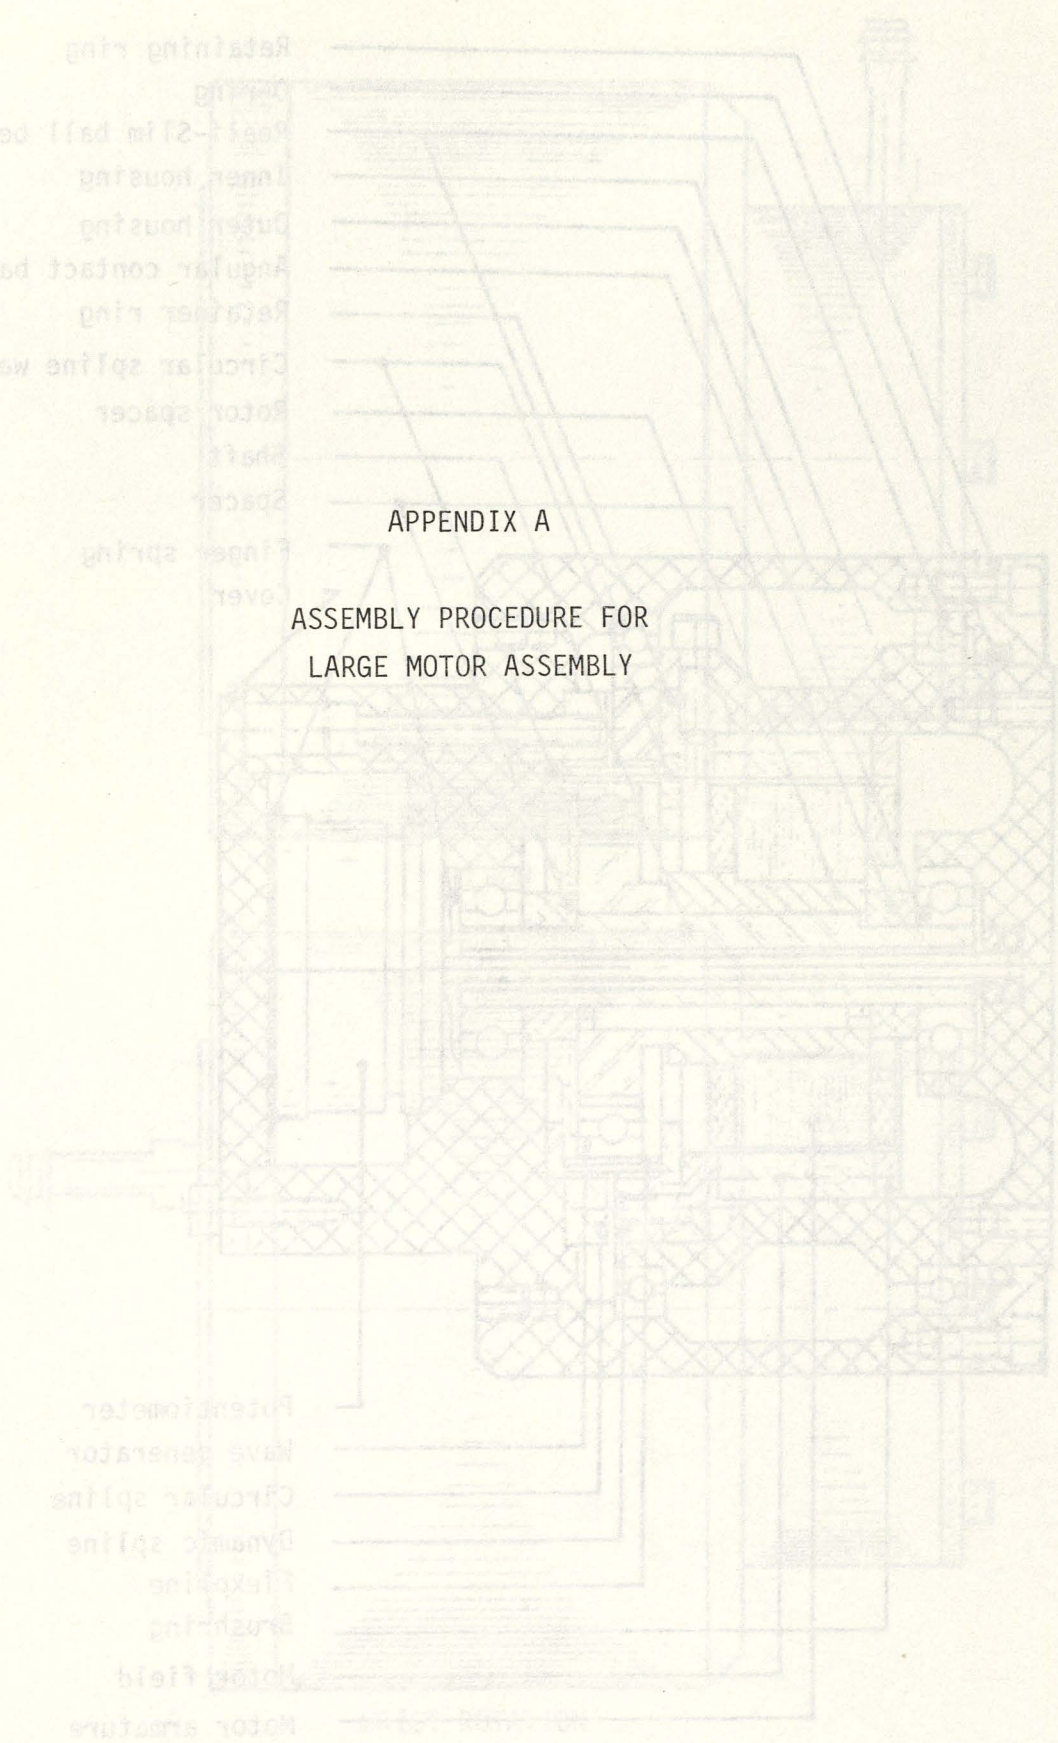 Retaining ring
O-ring
Reali-Slim ball be
Inner housing
Outer housing
Angular contact ba
Retainer ring
Circular spline wa
Rotor spacer
Shaft
Spacer
APPENDIX A
Finger spring
Cover
ASSEMBLY PROCEDURE FOR
LARGE MOTOR ASSEMBLY
Potentiometer
Wave generator
Circular spline
Dynamic spline
Flexpline
Brushring
Motor field
Motor armature